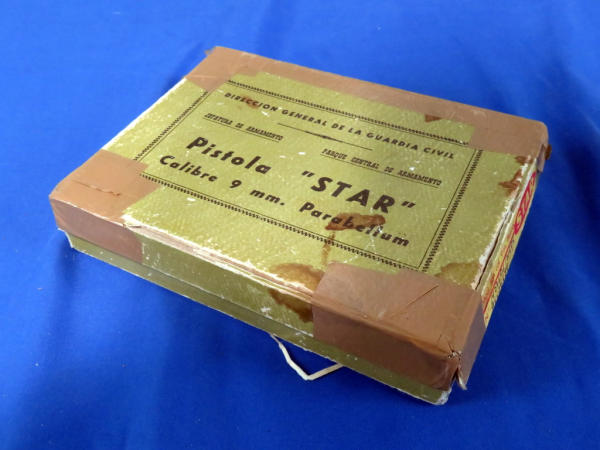 DIRECCION GENERAL DE LA GUARDIA CIVIL
JEFATURA DE ARMAMENTO
PARQUE CENTRAL DE ARMAMENTO
Pistola "STAR"
Calibre 9 mm. Parabellum